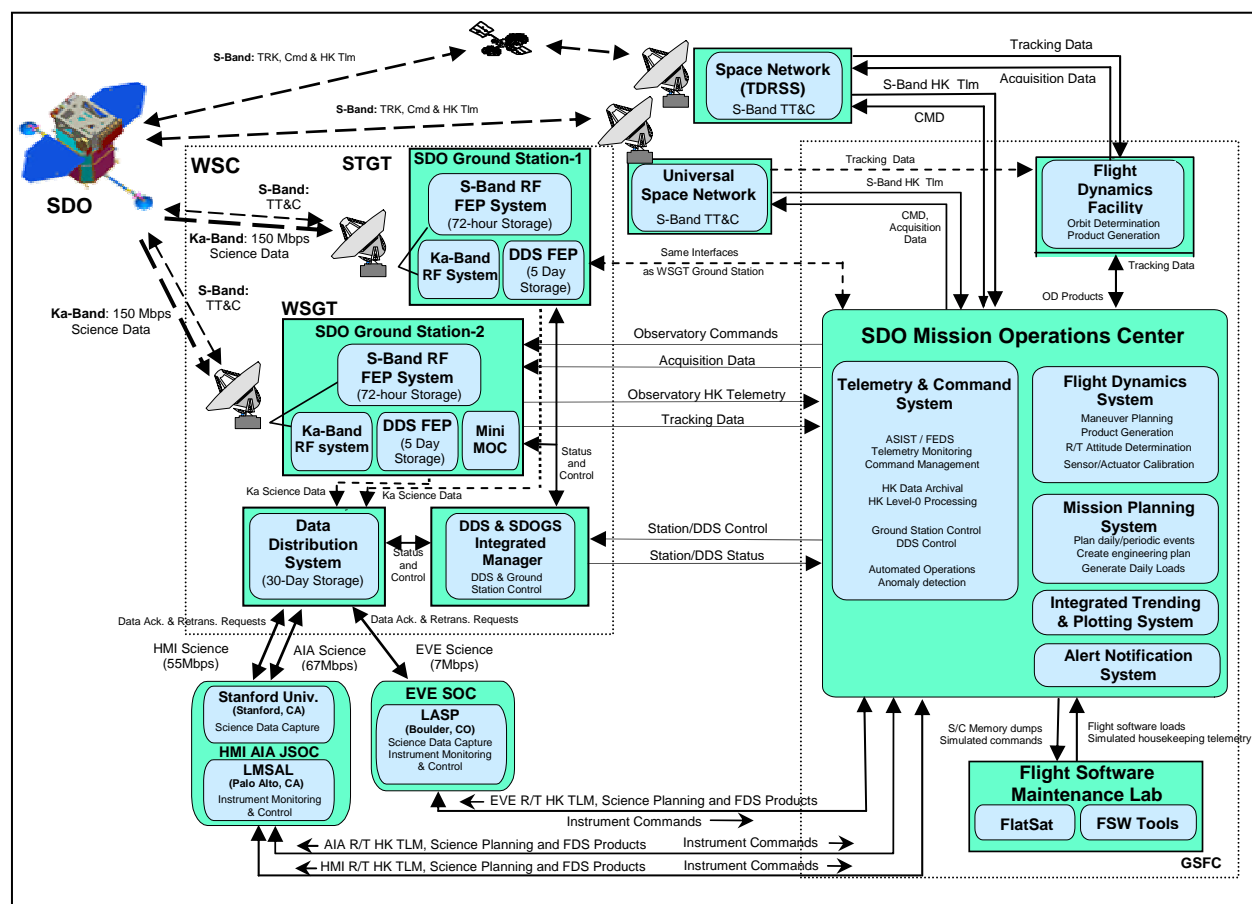 S-Band: TRK, Cmd & HK Tlm
S-Band: TRK, Cmd & HK Tlm
SDO
Space Network
(TDRSS)
S-Band TT&C
Tracking Data
Acquisition Data
S-Band HK Tlm
CMD
WSC
STGT
SDO Ground Station-1
S-Band RF
FEP System
(72-hour Storage)
Ka-Band
RF System
DDS FEP
(5 Day
Storage)
S-Band:
TT&C
Ka-Band: 150 Mbps
Science Data
Universal
Space Network
S-Band TT&C
Tracking Data
S-Band HK Tlm
CMD,
Acquisition
Data
Flight
Dynamics
Facility
Orbit Determination
Product Generation
Same Interfaces
as WSGT Ground Station
Tracking Data
OD Products
S-Band:
TT&C
Ka-Band: 150 Mbps
Science Data
WSGT
SDO Ground Station-2
S-Band RF
FEP System
(72-hour Storage)
Ka-Band
RF system
DDS FEP
(5 Day
Storage)
Mini
MOC
Observatory Commands
Acquisition Data
Observatory HK Telemetry
Tracking Data
Status
and
Control
Ka Science Data
Ka Science Data
Data
Distribution
System
(30-Day Storage)
Status
and
Control
DDS & SDOGS
Integrated
Manager
DDS & Ground
Station Control
Station/DDS Control
Station/DDS Status
SDO Mission Operations Center
Telemetry & Command
System
ASIST / FEDS
Telemetry Monitoring
Command Management
HK Data Archival
HK Level-0 Processing
Ground Station Control
DDS Control
Automated Operations
Anomaly detection
Flight Dynamics
System
Maneuver Planning
Product Generation
R/T Attitude Determination
Sensor/Actuator Calibration
Mission Planning
System
Plan daily/periodic events
Create engineering plan
Generate Daily Loads
Integrated Trending
& Plotting System
Alert Notification
System
Data Ack. & Retrans. Requests
Data Ack. & Retrans. Requests
HMI Science
(55Mbps)
AIA Science
(67Mbps)
EVE Science
(7Mbps)
Stanford Univ.
(Stanford, CA)
Science Data Capture
HMI AIA JSOC
LMSAL
(Palo Alto, CA)
Instrument Monitoring
& Control
EVE SOC
LASP
(Boulder, CO)
Science Data Capture
Instrument Monitoring
& Control
S/C Memory dumps
Simulated commands
Flight software loads
Simulated housekeeping telemetry
Flight Software
Maintenance Lab
FlatSat
FSW Tools
GSFC
EVE R/T HK TLM, Science Planning and FDS Products
Instrument Commands
AIA R/T HK TLM, Science Planning and FDS Products
Instrument Commands
HMI R/T HK TLM, Science Planning and FDS Products
Instrument Commands